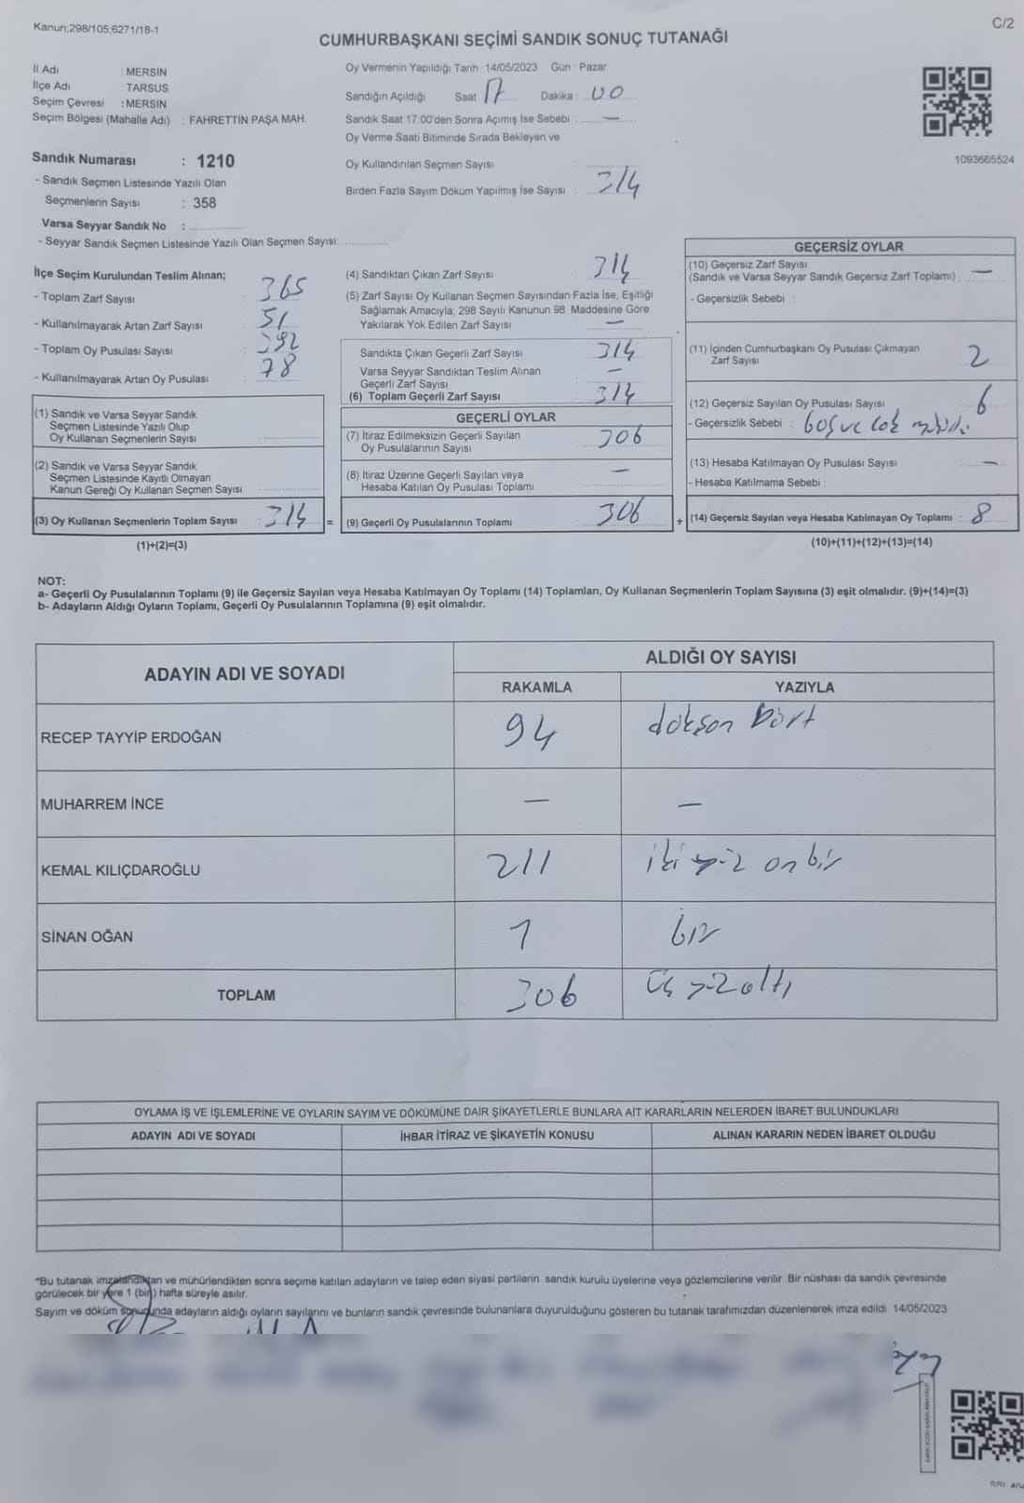 Kanun;298/105;6271/18-1
C/2
CUMHURBAŞKANI SEÇİMİ SANDIK SONUÇ TUTANAĞI
İl Adı : MERSİN
İlçe Adı TARSUS
Seçim Çevresi : MERSİN
Seçim Bölgesi (Mahalle Adı) : FAHRETTİN PAŞA MAH.
Sandık Numarası : 1210
- Sandık Seçmen Listesinde Yazılı Olan
Seçmenlerin Sayısı : 358
Varsa Seyyar Sandık No :
- Seyyar Sandık Seçmen Listesinde Yazılı Olan Seçmen Sayısı:
Oy Vermenin Yapıldığı Tarih :14/05/2023 Gün : Pazar
Sandığın Açıldığı Saat 17 Dakika : 00
Sandık Saat 17:00'den Sonra Açılmış İse Sebebi : —
Oy Verme Saati Bitiminde Sırada Bekleyen ve
Oy Kullandırılan Seçmen Sayısı
Birden Fazla Sayım Döküm Yapılmış İse Sayısı : 314
1093665524
İlçe Seçim Kurulundan Teslim Alınan;
- Toplam Zarf Sayısı : 365
- Kullanılmayarak Artan Zarf Sayısı : 51
- Toplam Oy Pusulası Sayısı : 392
- Kullanılmayarak Artan Oy Pusulası : 78
(1) Sandık ve Varsa Seyyar Sandık
Seçmen Listesinde Yazılı Olup
Oy Kullanan Seçmenlerin Sayısı
(2) Sandık ve Varsa Seyyar Sandık
Seçmen Listesinde Kayıtlı Olmayan
Kanun Gereği Oy Kullanan Seçmen Sayısı
(3) Oy Kullanan Seçmenlerin Toplam Sayısı : 314 =
(1)+(2)=(3)
(4) Sandıktan Çıkan Zarf Sayısı : 314
(5) Zarf Sayısı Oy Kullanan Seçmen Sayısından Fazla İse, Eşitliği
Sağlamak Amacıyla, 298 Sayılı Kanunun 98. Maddesine Göre
Yakılarak Yok Edilen Zarf Sayısı : —
Sandıkta Çıkan Geçerli Zarf Sayısı : 314
Varsa Seyyar Sandıktan Teslim Alınan
Geçerli Zarf Sayısı : —
(6) Toplam Geçerli Zarf Sayısı : 314
GEÇERLİ OYLAR
(7) İtiraz Edilmeksizin Geçerli Sayılan
Oy Pusulalarının Sayısı : 306
(8) İtiraz Üzerine Geçerli Sayılan veya
Hesaba Katılan Oy Pusulası Toplamı : —
(9) Geçerli Oy Pusulalarının Toplamı : 306 +
GEÇERSİZ OYLAR
(10) Geçersiz Zarf Sayısı
(Sandık ve Varsa Seyyar Sandık Geçersiz Zarf Toplamı) : —
- Geçersizlik Sebebi :
(11) İçinden Cumhurbaşkanı Oy Pusulası Çıkmayan
Zarf Sayısı : 2
(12) Geçersiz Sayılan Oy Pusulası Sayısı : 6
- Geçersizlik Sebebi : boş ve çok
(13) Hesaba Katılmayan Oy Pusulası Sayısı : —
- Hesaba Katılmama Sebebi :
(14) Geçersiz Sayılan veya Hesaba Katılmayan Oy Toplamı : 8
(10)+(11)+(12)+(13)=(14)
NOT:
a- Geçerli Oy Pusulalarının Toplamı (9) ile Geçersiz Sayılan veya Hesaba Katılmayan Oy Toplamı (14) Toplamları, Oy Kullanan Seçmenlerin Toplam Sayısına (3) eşit olmalıdır. (9)+(14)=(3)
b- Adayların Aldığı Oyların Toplamı, Geçerli Oy Pusulalarının Toplamına (9) eşit olmalıdır.
ADAYIN ADI VE SOYADI ALDIĞI OY SAYISI
RAKAMLA YAZIYLA
RECEP TAYYİP ERDOĞAN 94 doksan dört
MUHARREM İNCE — —
KEMAL KILIÇDAROĞLU 211 iki yüz on bir
SİNAN OĞAN 1 bir
TOPLAM 306 üç yüz altı
OYLAMA İŞ VE İŞLEMLERİNE VE OYLARIN SAYIM VE DÖKÜMÜNE DAİR ŞİKAYETLERLE BUNLARA AİT KARARLARIN NELERDEN İBARET BULUNDUKLARI
ADAYIN ADI VE SOYADI İHBAR İTİRAZ VE ŞİKAYETİN KONUSU ALINAN KARARIN NEDEN İBARET OLDUĞU
*Bu tutanak imzalandıktan ve mühürlendikten sonra seçime katılan adayların ve talep eden siyasi partilerin sandık kurulu üyelerine veya gözlemcilerine verilir. Bir nüshası da sandık çevresinde
görülecek bir yere 1 (bir) hafta süreyle asılır.
Sayım ve döküm sonucunda adayların aldığı oyların sayılarını ve bunların sandık çevresinde bulunanlara duyurulduğunu gösteren bu tutanak tarafımızdan düzenlenerek imza edildi. 14/05/2023